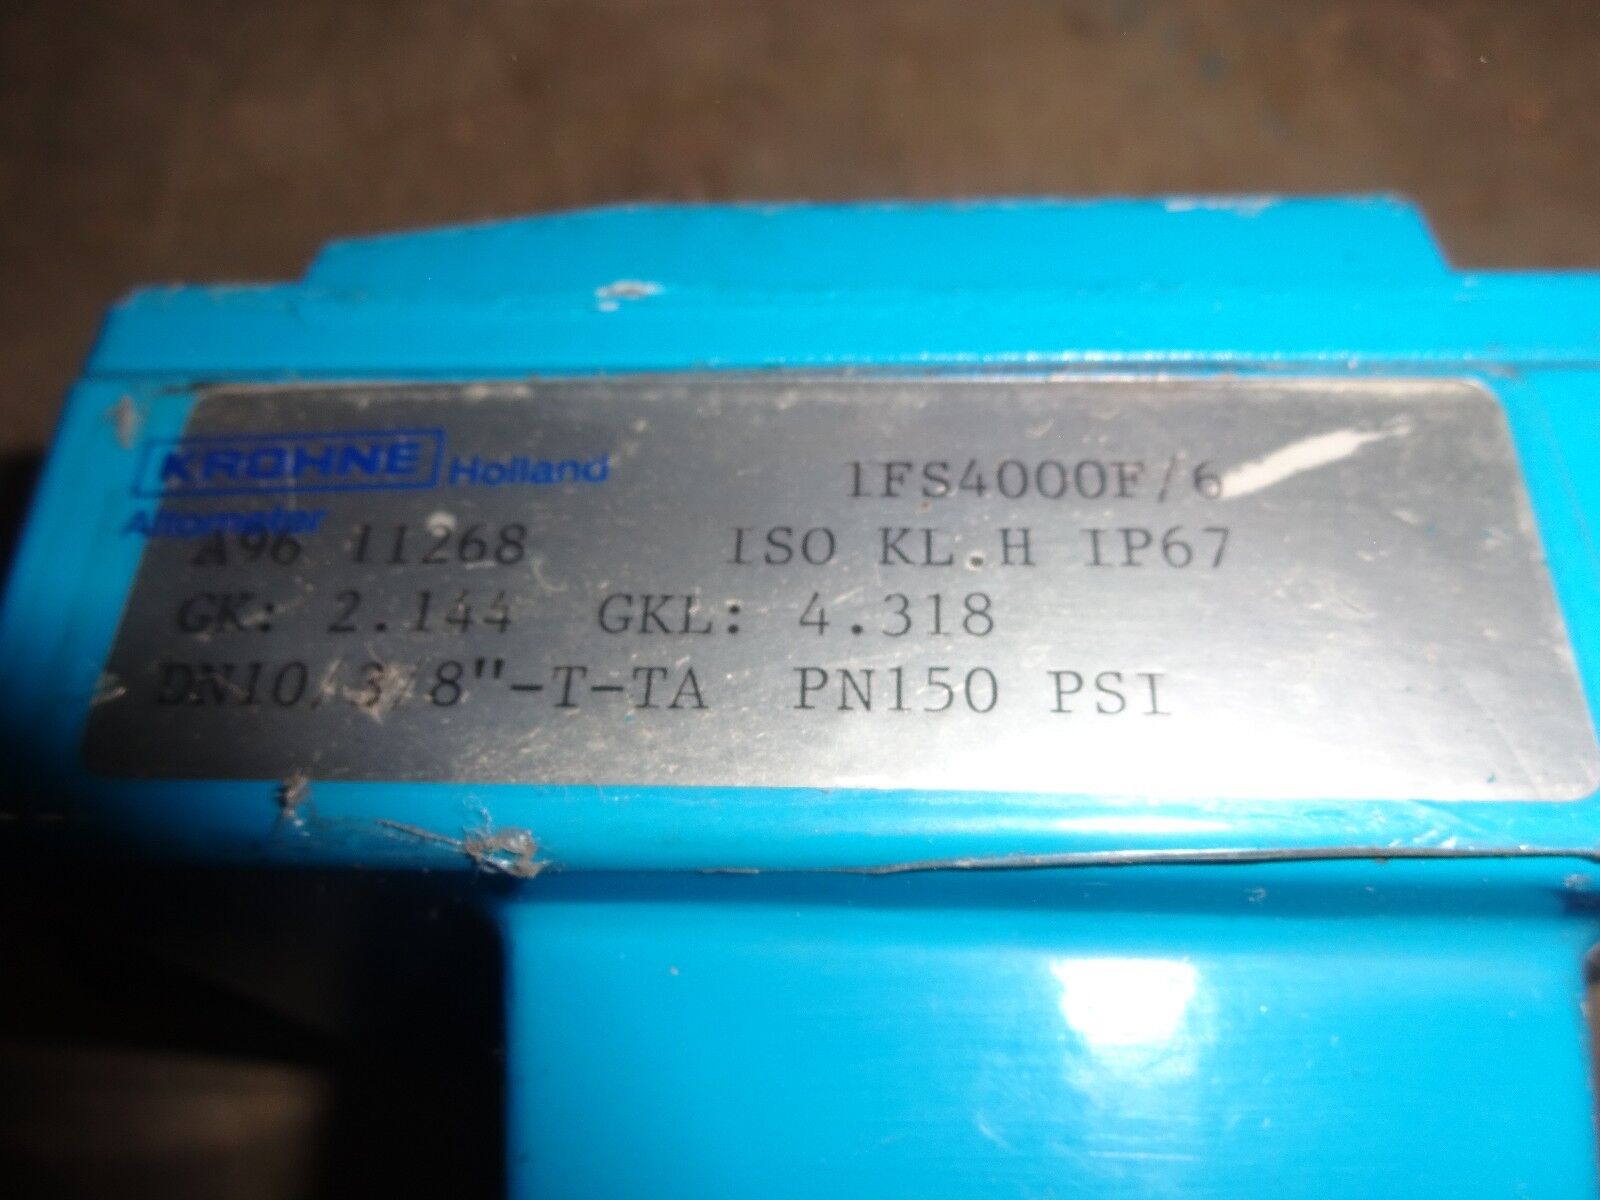 KROHNE Holland 1FS4000F/6
Altometer
A96 11268 ISO KL.H IP67
GK: 2.144 GKL: 4.318
DN10/3/8"-T-TA PN150 PSI